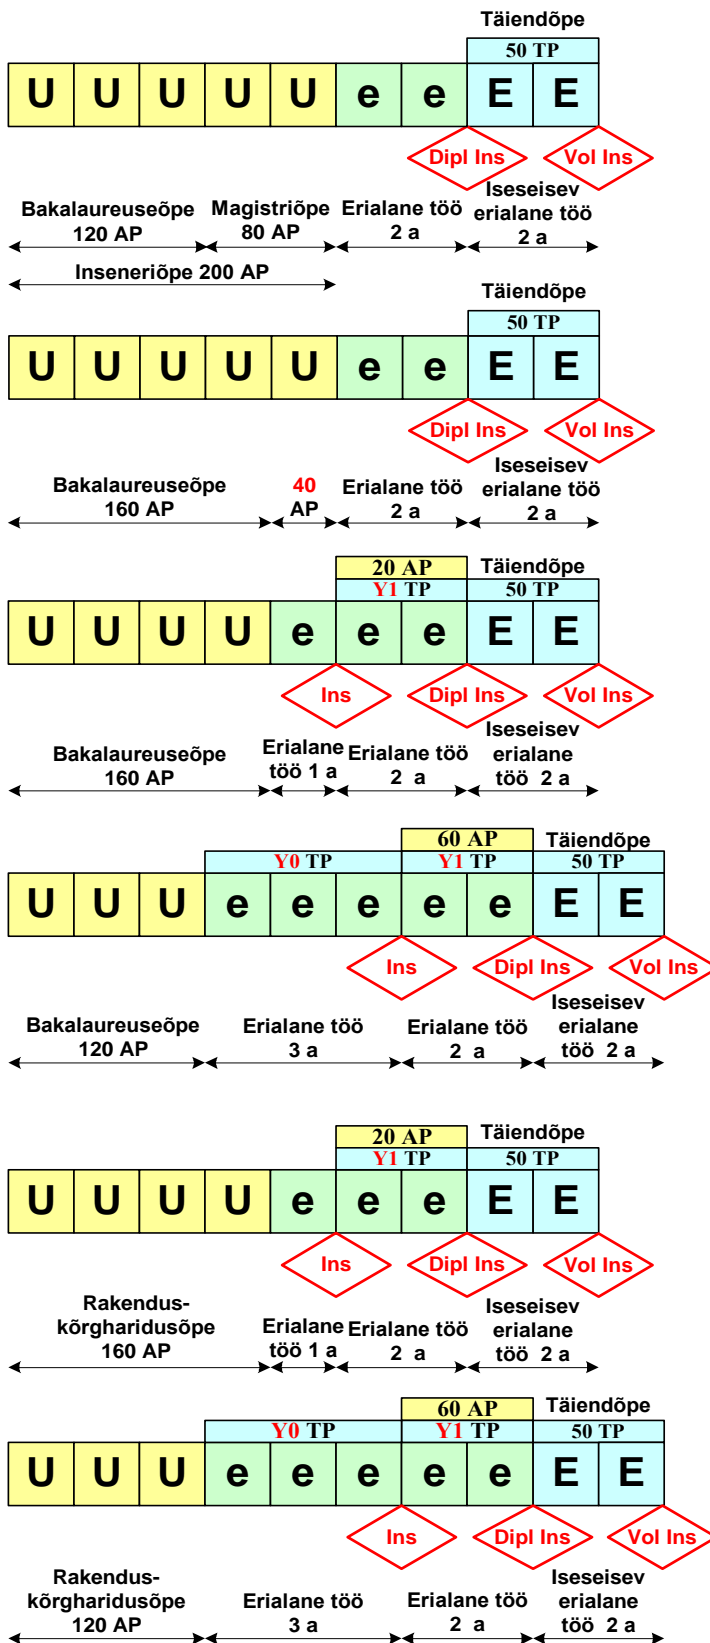 Täiendõpe
50 TP
U U U U U e e E E
Dipl Ins Vol Ins
Bakalaureuseõpe 120 AP
Magistriõpe 80 AP
Erialane töö 2 a
Iseseisev erialane töö 2 a
Inseneriõpe 200 AP
Täiendõpe
50 TP
U U U U U e e E E
Dipl Ins Vol Ins
Bakalaureuseõpe 160 AP
40 AP
Erialane töö 2 a
Iseseisev erialane töö 2 a
20 AP Täiendõpe
Y1 TP 50 TP
U U U U e e e E E
Ins Dipl Ins Vol Ins
Bakalaureuseõpe 160 AP
Erialane töö 1 a
Erialane töö 2 a
Iseseisev erialane töö 2 a
60 AP Täiendõpe
Y0 TP Y1 TP 50 TP
U U U e e e e e E E
Ins Dipl Ins Vol Ins
Bakalaureuseõpe 120 AP
Erialane töö 3 a
Erialane töö 2 a
Iseseisev erialane töö 2 a
20 AP Täiendõpe
Y1 TP 50 TP
U U U U e e e E E
Ins Dipl Ins Vol Ins
Rakendus-
kõrgharidusõpe
160 AP
Erialane töö 1 a
Erialane töö 2 a
Iseseisev erialane töö 2 a
60 AP Täiendõpe
Y0 TP Y1 TP 50 TP
U U U e e e e e E E
Ins Dipl Ins Vol Ins
Rakendus-
kõrgharidusõpe
120 AP
Erialane töö 3 a
Erialane töö 2 a
Iseseisev erialane töö 2 a